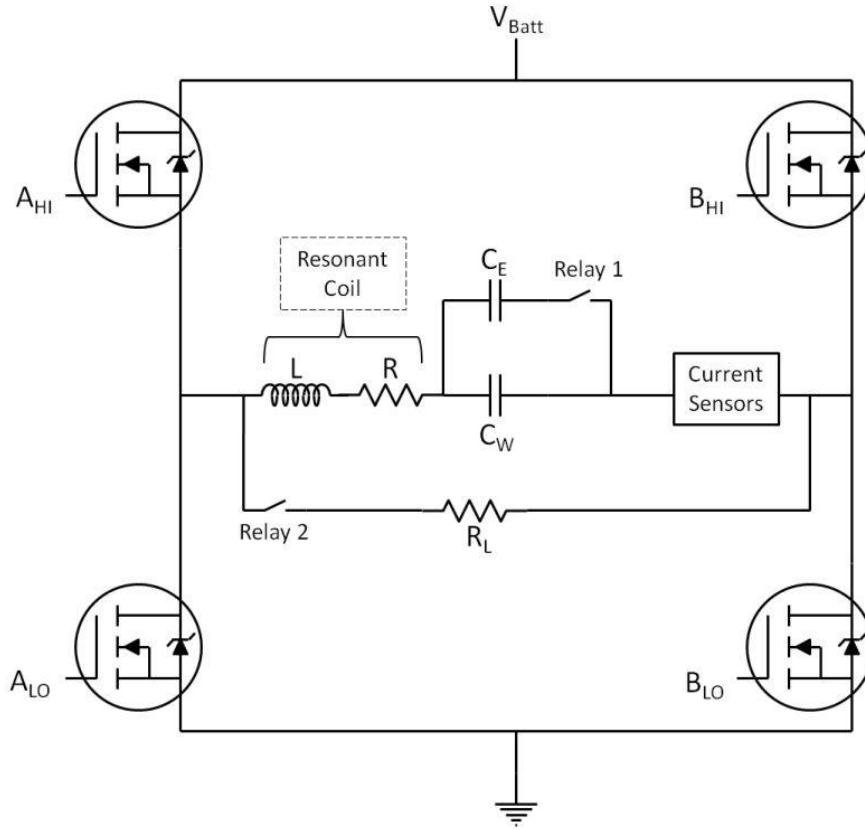 V_Batt
A_HI
B_HI
Resonant
Coil
C_E
Relay 1
L
R
C_W
Current
Sensors
Relay 2
R_L
A_LO
B_LO